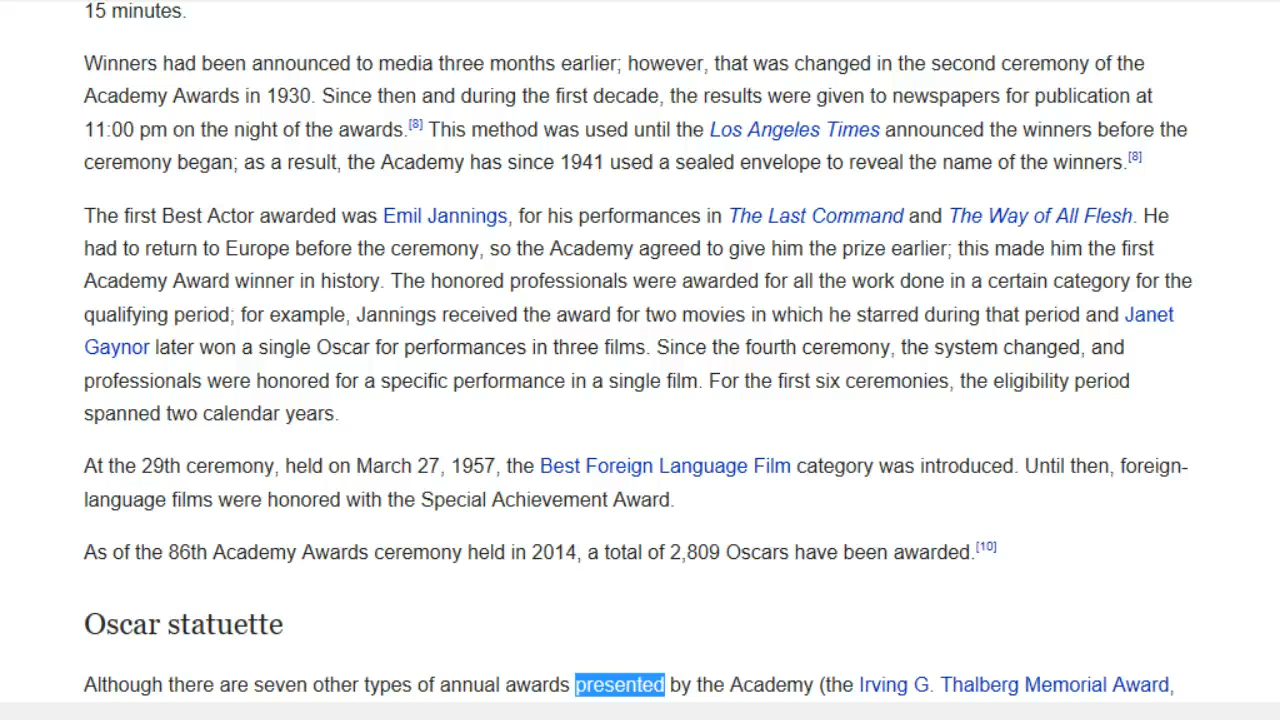 15 minutes.
Winners had been announced to media three months earlier; however, that was changed in the second ceremony of the
Academy Awards in 1930. Since then and during the first decade, the results were given to newspapers for publication at
11:00 pm on the night of the awards.[8] This method was used until the Los Angeles Times announced the winners before the
ceremony began; as a result, the Academy has since 1941 used a sealed envelope to reveal the name of the winners.[8]
The first Best Actor awarded was Emil Jannings, for his performances in The Last Command and The Way of All Flesh. He
had to return to Europe before the ceremony, so the Academy agreed to give him the prize earlier; this made him the first
Academy Award winner in history. The honored professionals were awarded for all the work done in a certain category for the
qualifying period; for example, Jannings received the award for two movies in which he starred during that period and Janet
Gaynor later won a single Oscar for performances in three films. Since the fourth ceremony, the system changed, and
professionals were honored for a specific performance in a single film. For the first six ceremonies, the eligibility period
spanned two calendar years.
At the 29th ceremony, held on March 27, 1957, the Best Foreign Language Film category was introduced. Until then, foreign-
language films were honored with the Special Achievement Award.
As of the 86th Academy Awards ceremony held in 2014, a total of 2,809 Oscars have been awarded.[10]
Oscar statuette
Although there are seven other types of annual awards presented by the Academy (the Irving G. Thalberg Memorial Award,